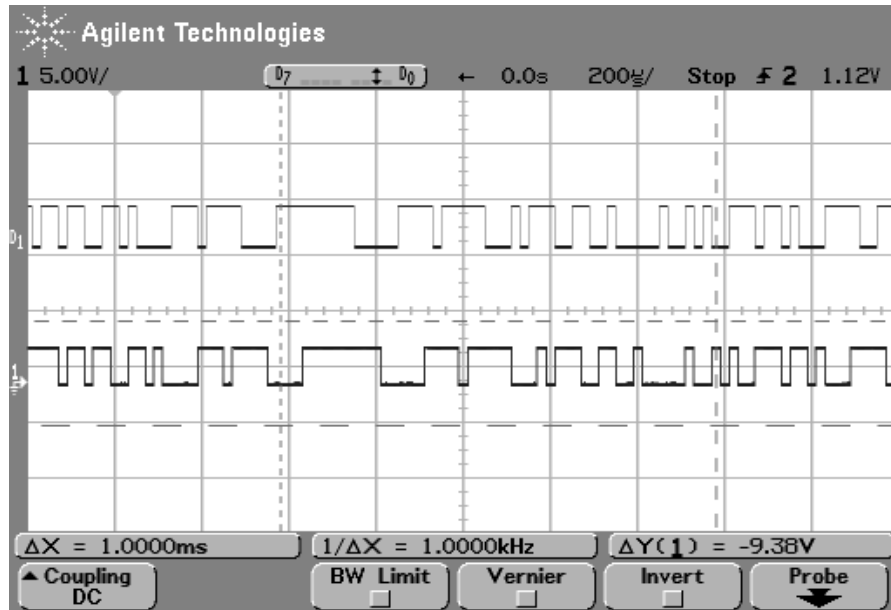 Agilent Technologies
1 5.00V/ D7 D0 ← 0.0s 200㎲/ Stop 2 1.12V
D1
1
ΔX = 1.0000ms 1/ΔX = 1.0000kHz ΔY(1) = -9.38V
Coupling BW Limit Vernier Invert Probe
DC